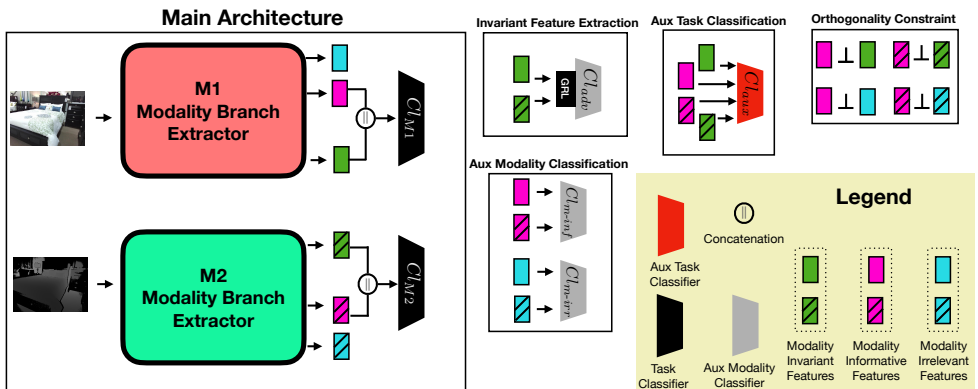 Main Architecture
M1
Modality Branch
Extractor
||
Cl_M1
M2
Modality Branch
Extractor
||
Cl_M2
Invariant Feature Extraction
GRL
Cl_adv
Aux Task Classification
Cl_aux
Orthogonality Constraint
Aux Modality Classification
Cl_m-inf
Cl_m-irr
Legend
||
Concatenation
Aux Task
Classifier
Task
Classifier
Aux Modality
Classifier
Modality
Invariant
Features
Modality
Informative
Features
Modality
Irrelevant
Features